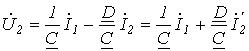 U̇₂ = 1/C̲ İ₁ − D̲/C̲ İ₂ = 1/C̲ İ₁ + D̲/C̲ İ₂′